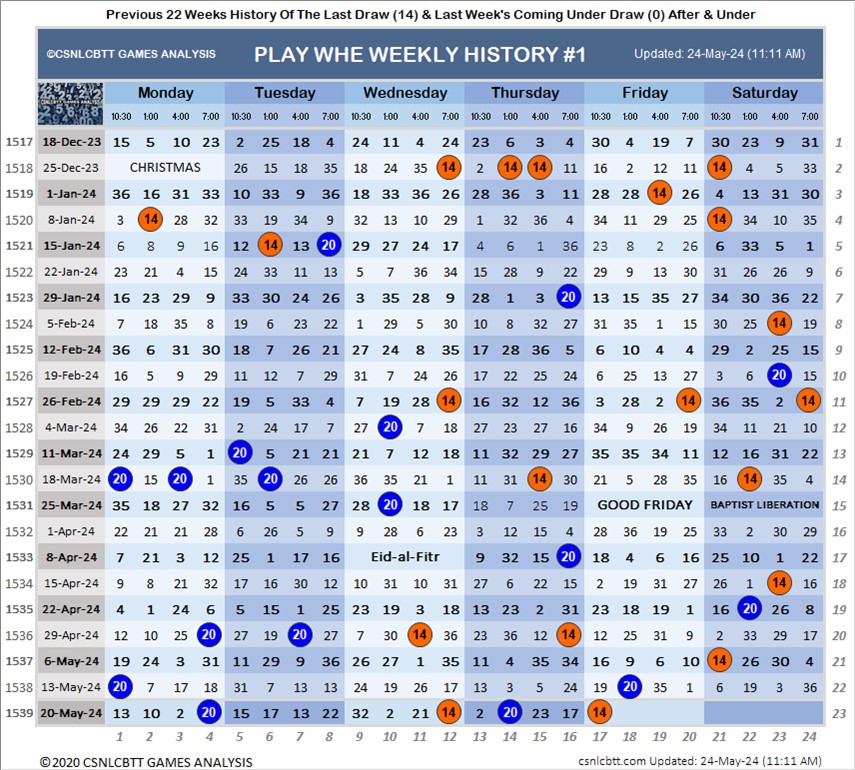 Previous 22 Weeks History Of The Last Draw (14) & Last Week's Coming Under Draw (0) After & Under
©CSNLCBTT GAMES ANALYSIS PLAY WHE WEEKLY HISTORY #1 Updated: 24-May-24 (11:11 AM)
CSNLCBTT GAMES ANALYSIS Monday Tuesday Wednesday Thursday Friday Saturday
10:30 1:00 4:00 7:00 10:30 1:00 4:00 7:00 10:30 1:00 4:00 7:00 10:30 1:00 4:00 7:00 10:30 1:00 4:00 7:00 10:30 1:00 4:00 7:00
1517 18-Dec-23 15 5 10 23 2 25 18 4 24 11 4 24 23 6 3 4 30 4 19 7 30 23 9 31 1
1518 25-Dec-23 CHRISTMAS 26 15 18 35 18 24 35 14 2 14 14 11 16 2 12 11 14 4 5 33 2
1519 1-Jan-24 36 16 31 33 10 33 9 36 18 33 36 26 28 36 3 11 28 28 14 26 4 13 31 30 3
1520 8-Jan-24 3 14 28 32 33 19 34 9 32 13 10 29 1 32 36 4 34 11 29 25 14 34 10 35 4
1521 15-Jan-24 6 8 9 16 12 14 13 20 29 27 24 17 4 6 1 36 23 8 2 26 6 33 5 1 5
1522 22-Jan-24 23 21 4 15 24 33 11 13 5 7 36 34 15 28 9 22 29 9 13 30 31 26 26 9 6
1523 29-Jan-24 16 23 29 9 33 30 24 26 3 35 28 9 28 1 3 20 13 15 35 27 34 30 36 22 7
1524 5-Feb-24 7 18 35 8 19 6 23 22 1 29 5 30 10 8 32 27 31 35 1 15 30 25 14 19 8
1525 12-Feb-24 36 6 31 30 18 7 26 21 27 24 8 35 17 28 36 5 6 10 4 4 29 2 25 15 9
1526 19-Feb-24 16 5 9 29 11 12 7 29 31 7 24 26 17 22 25 24 6 25 13 27 3 6 20 15 10
1527 26-Feb-24 29 29 29 22 19 5 33 4 7 19 28 14 16 32 12 36 3 28 2 14 36 35 2 14 11
1528 4-Mar-24 34 26 22 31 2 24 17 7 27 20 7 18 27 23 27 16 34 9 26 19 34 11 21 10 12
1529 11-Mar-24 24 29 5 1 20 5 21 21 21 7 12 18 11 32 29 27 35 35 34 11 12 16 31 22 13
1530 18-Mar-24 20 15 20 1 35 20 26 26 36 33 21 1 11 31 14 30 21 5 28 35 16 14 35 4 14
1531 25-Mar-24 35 18 27 32 16 5 5 27 28 20 18 17 18 7 25 19 GOOD FRIDAY BAPTIST LIBERATION 15
1532 1-Apr-24 22 21 21 28 6 26 5 9 9 28 6 23 3 12 15 4 28 36 19 25 33 2 30 29 16
1533 8-Apr-24 7 21 3 12 25 1 17 16 Eid-al-Fitr 9 32 15 20 18 4 6 16 25 10 1 22 17
1534 15-Apr-24 9 8 21 32 17 16 30 12 10 31 10 31 27 6 22 15 2 19 31 27 26 1 14 16 18
1535 22-Apr-24 4 1 24 6 5 15 1 25 23 19 3 18 13 23 2 31 23 18 19 1 16 20 26 8 19
1536 29-Apr-24 12 10 25 20 27 19 20 27 7 30 14 36 23 36 12 14 12 25 31 9 2 33 29 17 20
1537 6-May-24 19 24 3 31 11 29 9 36 26 27 1 35 11 4 35 34 16 9 6 10 14 26 30 4 21
1538 13-May-24 20 7 17 18 31 7 13 13 24 19 26 17 13 3 5 24 19 20 35 1 6 19 3 36 22
1539 20-May-24 13 10 2 20 15 17 13 22 32 2 21 14 2 20 23 17 14 23
1 2 3 4 5 6 7 8 9 10 11 12 13 14 15 16 17 18 19 20 21 22 23 24
©2020 CSNLCBTT GAMES ANALYSIS csnlcbtt.com Updated: 24-May-24 (11:11 AM)